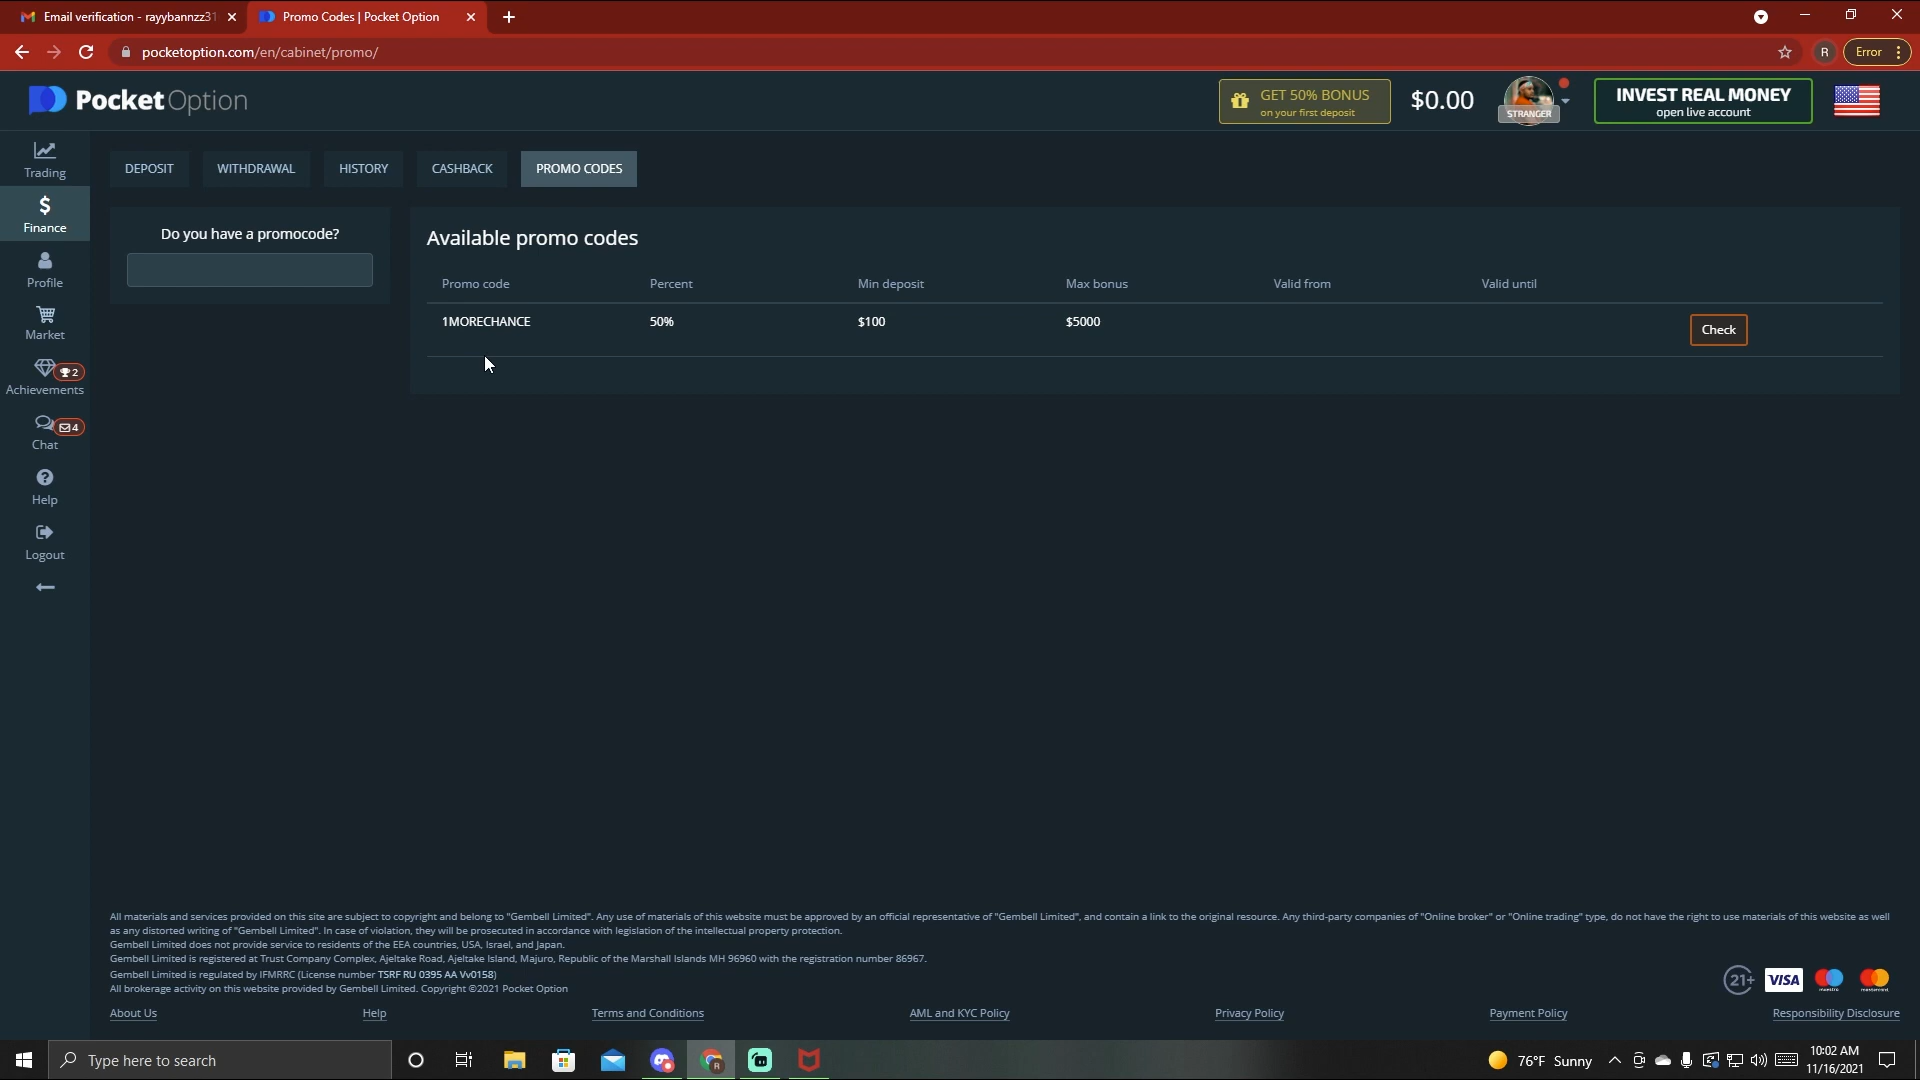 Email verification - rayybannzz31
Promo Codes | Pocket Option
pocketoption.com/en/cabinet/promo/
R
Error
PocketOption
GET 50% BONUS
on your first deposit
$0.00
STRANGER
INVEST REAL MONEY
open live account
Trading
Finance
Profile
Market
2
Achievements
4
Chat
Help
Logout
DEPOSIT
WITHDRAWAL
HISTORY
CASHBACK
PROMO CODES
Do you have a promocode?
Available promo codes
Promo code Percent Min deposit Max bonus Valid from Valid until
1MORECHANCE 50% $100 $5000 Check
All materials and services provided on this site are subject to copyright and belong to "Gembell Limited". Any use of materials of this website must be approved by an official representative of "Gembell Limited", and contain a link to the original resource. Any third-party companies of "Online broker" or "Online trading" type, do not have the right to use materials of this website as well
as any distorted writing of "Gembell Limited". In case of violation, they will be prosecuted in accordance with legislation of the intellectual property protection.
Gembell Limited does not provide service to residents of the EEA countries, USA, Israel, and Japan.
Gembell Limited is registered at Trust Company Complex, Ajeltake Road, Ajeltake Island, Majuro, Republic of the Marshall Islands MH 96960 with the registration number 86967.
Gembell Limited is regulated by IFMRRC (License number TSRF RU 0395 AA Vv0158)
All brokerage activity on this website provided by Gembell Limited. Copyright ©2021 Pocket Option
21+
VISA
maestro
mastercard
About Us
Help
Terms and Conditions
AML and KYC Policy
Privacy Policy
Payment Policy
Responsibility Disclosure
Type here to search
R
76°F Sunny
10:02 AM
11/16/2021